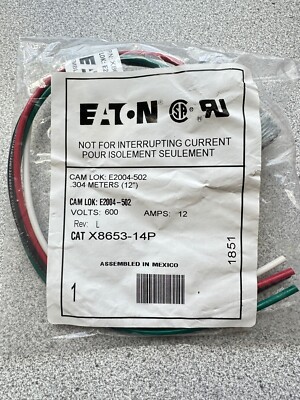 EATON
SA
NOT FOR INTERRUPTING CURRENT
POUR ISOLEMENT SEULEMENT
CAM LOK: E2004-502
.304 METERS (12")
CAM LOK: E2004-502
VOLTS: 600 AMPS: 12
Rev: L
CAT X8653-14P
ASSEMBLED IN MEXICO
1
1851